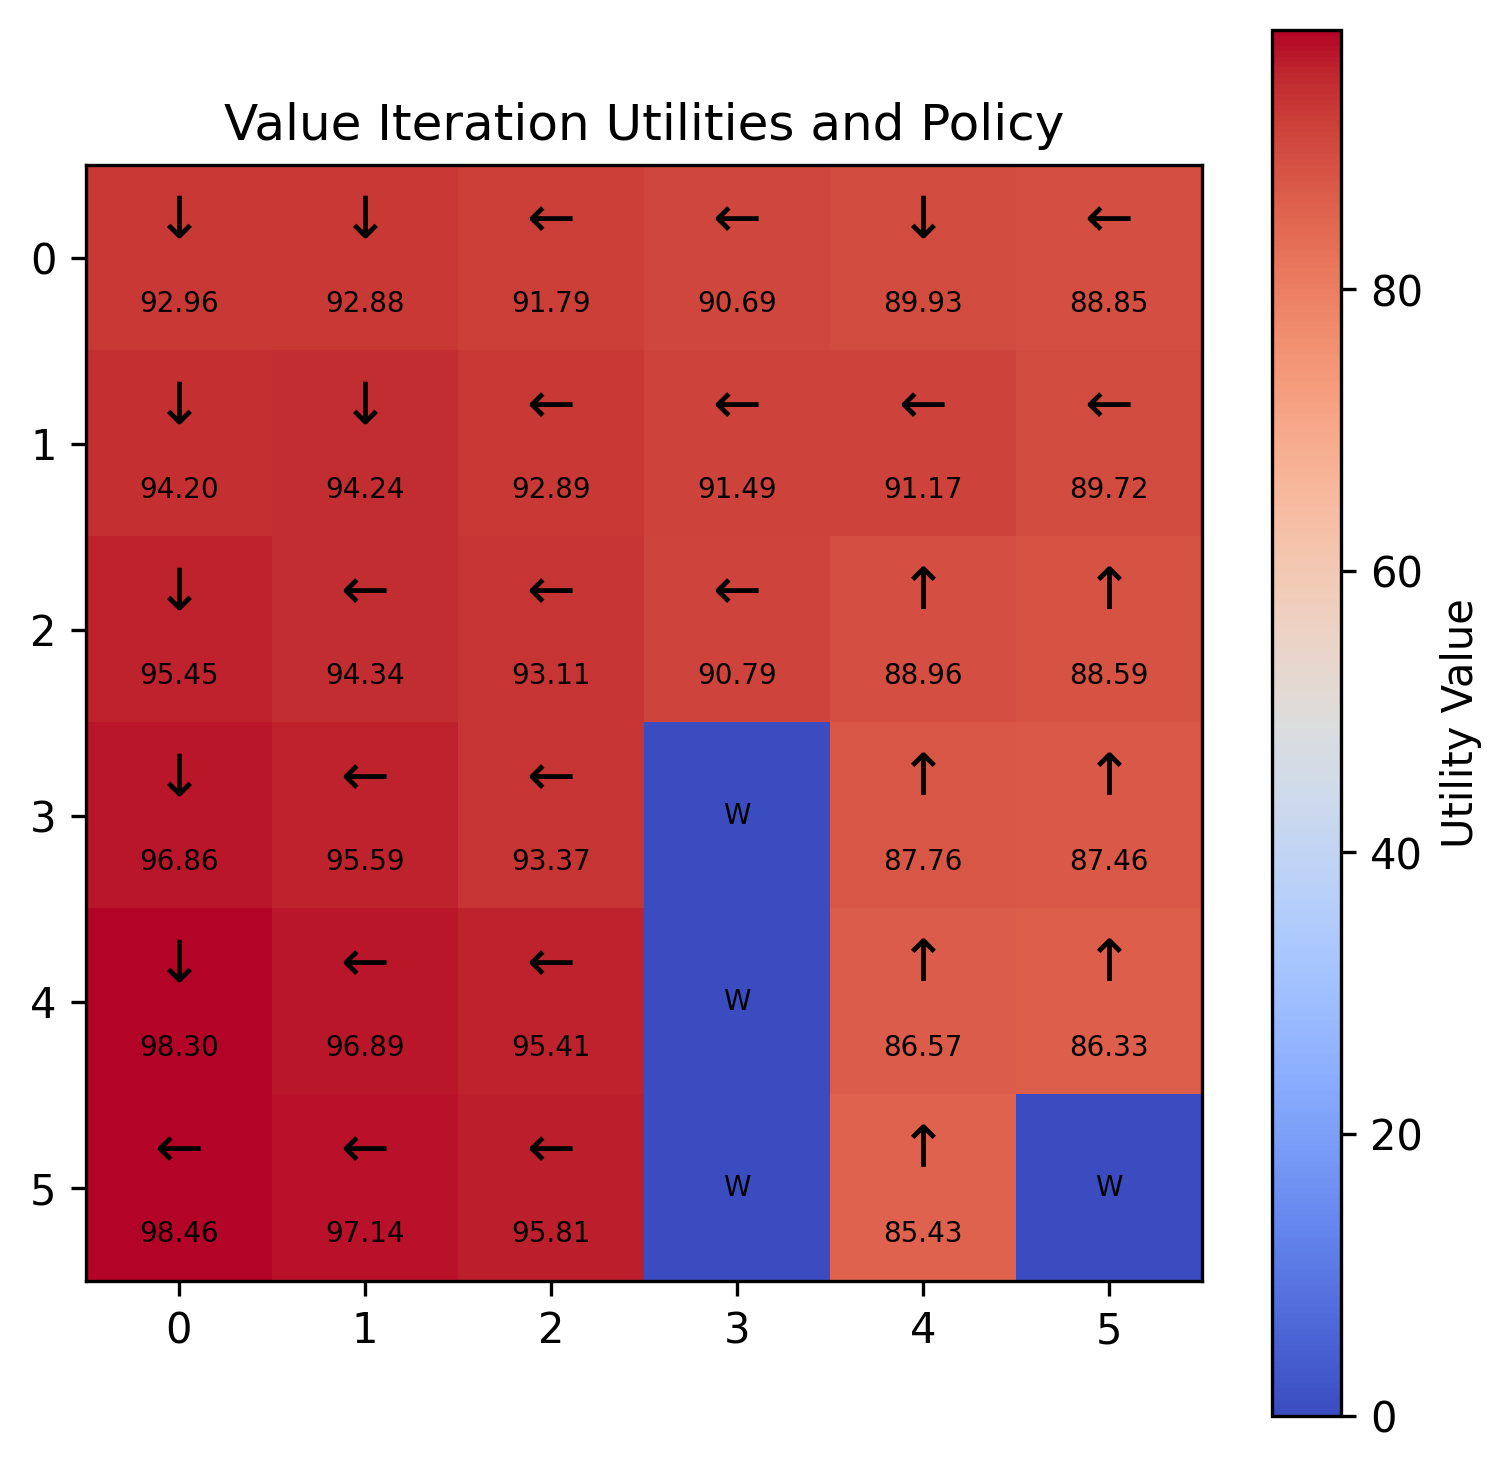 Value Iteration Utilities and Policy
↓ ↓ ← ← ↓ ←
0
92.96 92.88 91.79 90.69 89.93 88.85
↓ ↓ ← ← ← ←
1
94.20 94.24 92.89 91.49 91.17 89.72
↓ ← ← ← ↑ ↑
2
95.45 94.34 93.11 90.79 88.96 88.59
↓ ← ← ↑ ↑
3 W
96.86 95.59 93.37 87.76 87.46
↓ ← ← ↑ ↑
4 W
98.30 96.89 95.41 86.57 86.33
← ← ← ↑
5 W W
98.46 97.14 95.81 85.43
0 1 2 3 4 5
80
60
40
20
0
Utility Value